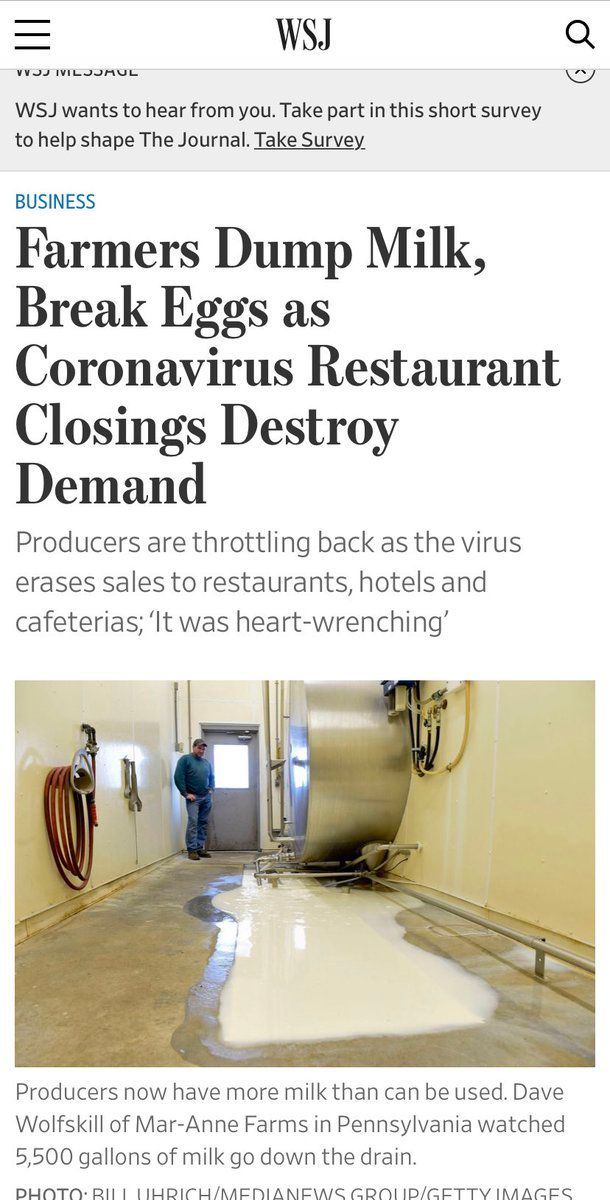 WSJ
WSJ MESSAGE
WSJ wants to hear from you. Take part in this short survey
to help shape The Journal. Take Survey
BUSINESS
Farmers Dump Milk,
Break Eggs as
Coronavirus Restaurant
Closings Destroy
Demand
Producers are throttling back as the virus
erases sales to restaurants, hotels and
cafeterias; ‘It was heart-wrenching’
Producers now have more milk than can be used. Dave
Wolfskill of Mar-Anne Farms in Pennsylvania watched
5,500 gallons of milk go down the drain.
PHOTO: BILL UHRICH/MEDIANEWS GROUP/GETTY IMAGES